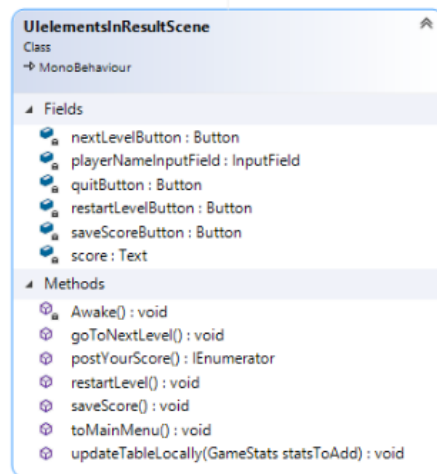 UIelementsInResultScene
Class
MonoBehaviour
Fields
nextLevelButton : Button
playerNameInputField : InputField
quitButton : Button
restartLevelButton : Button
saveScoreButton : Button
score : Text
Methods
Awake() : void
goToNextLevel() : void
postYourScore() : IEnumerator
restartLevel() : void
saveScore() : void
toMainMenu() : void
updateTableLocally(GameStats statsToAdd) : void